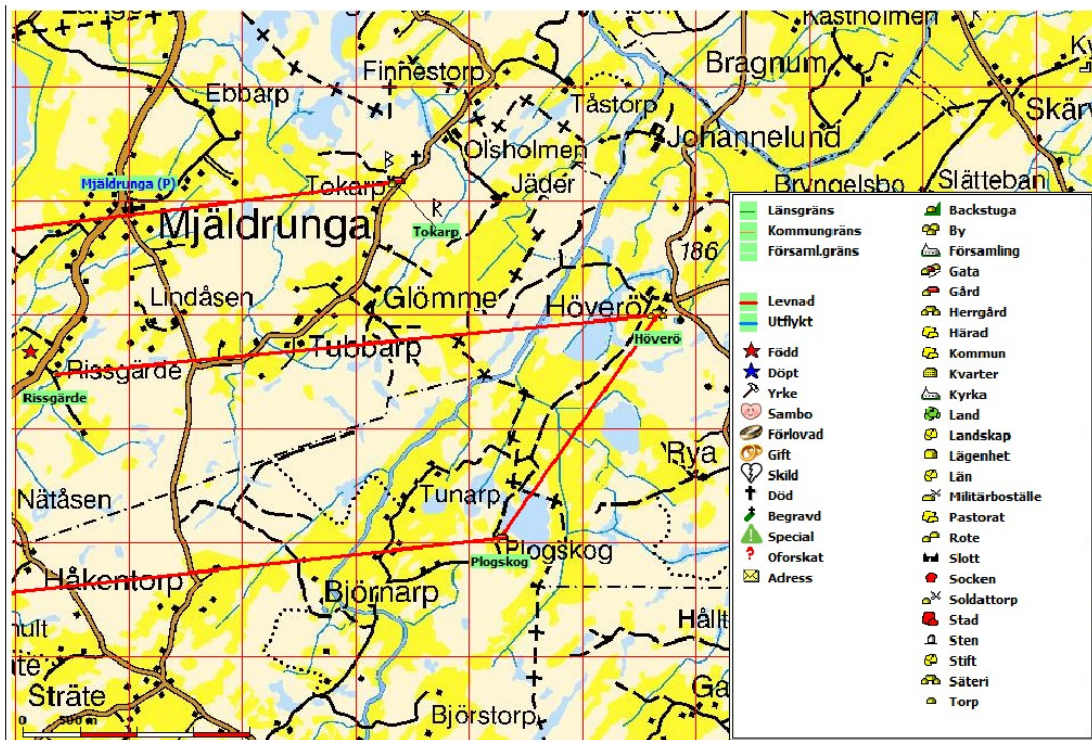 Finnestorp
Ebbarp
Tåstorp
Kastholmen
Bragnum
Skärv
Johannelund
Olsholmen
Mjäldrunga (P)
Tokarp
Jäder
Bryngelsbo
Slätteban
Mjäldrunga
Tokarp
186
Lindåsen
Glömme
Höverö
Höverö
Tubbarp
Rissgärde
Rissgärde
Rya
Nätåsen
Tunarp
Plogskog
Plogskog
Håkentorp
Björnarp
Hållt
Sträte
Björstorp
Ga
0 500 m
Länsgräns
Kommungräns
Församl.gräns
Levnad
Utflykt
Född
Döpt
Yrke
Sambo
Förlovad
Gift
Skild
Död
Begravd
Special
Oforskat
Adress
Backstuga
By
Församling
Gata
Gård
Herrgård
Härad
Kommun
Kvarter
Kyrka
Land
Landskap
Lägenhet
Län
Militärboställe
Pastorat
Rote
Slott
Socken
Soldattorp
Stad
Sten
Stift
Säteri
Torp